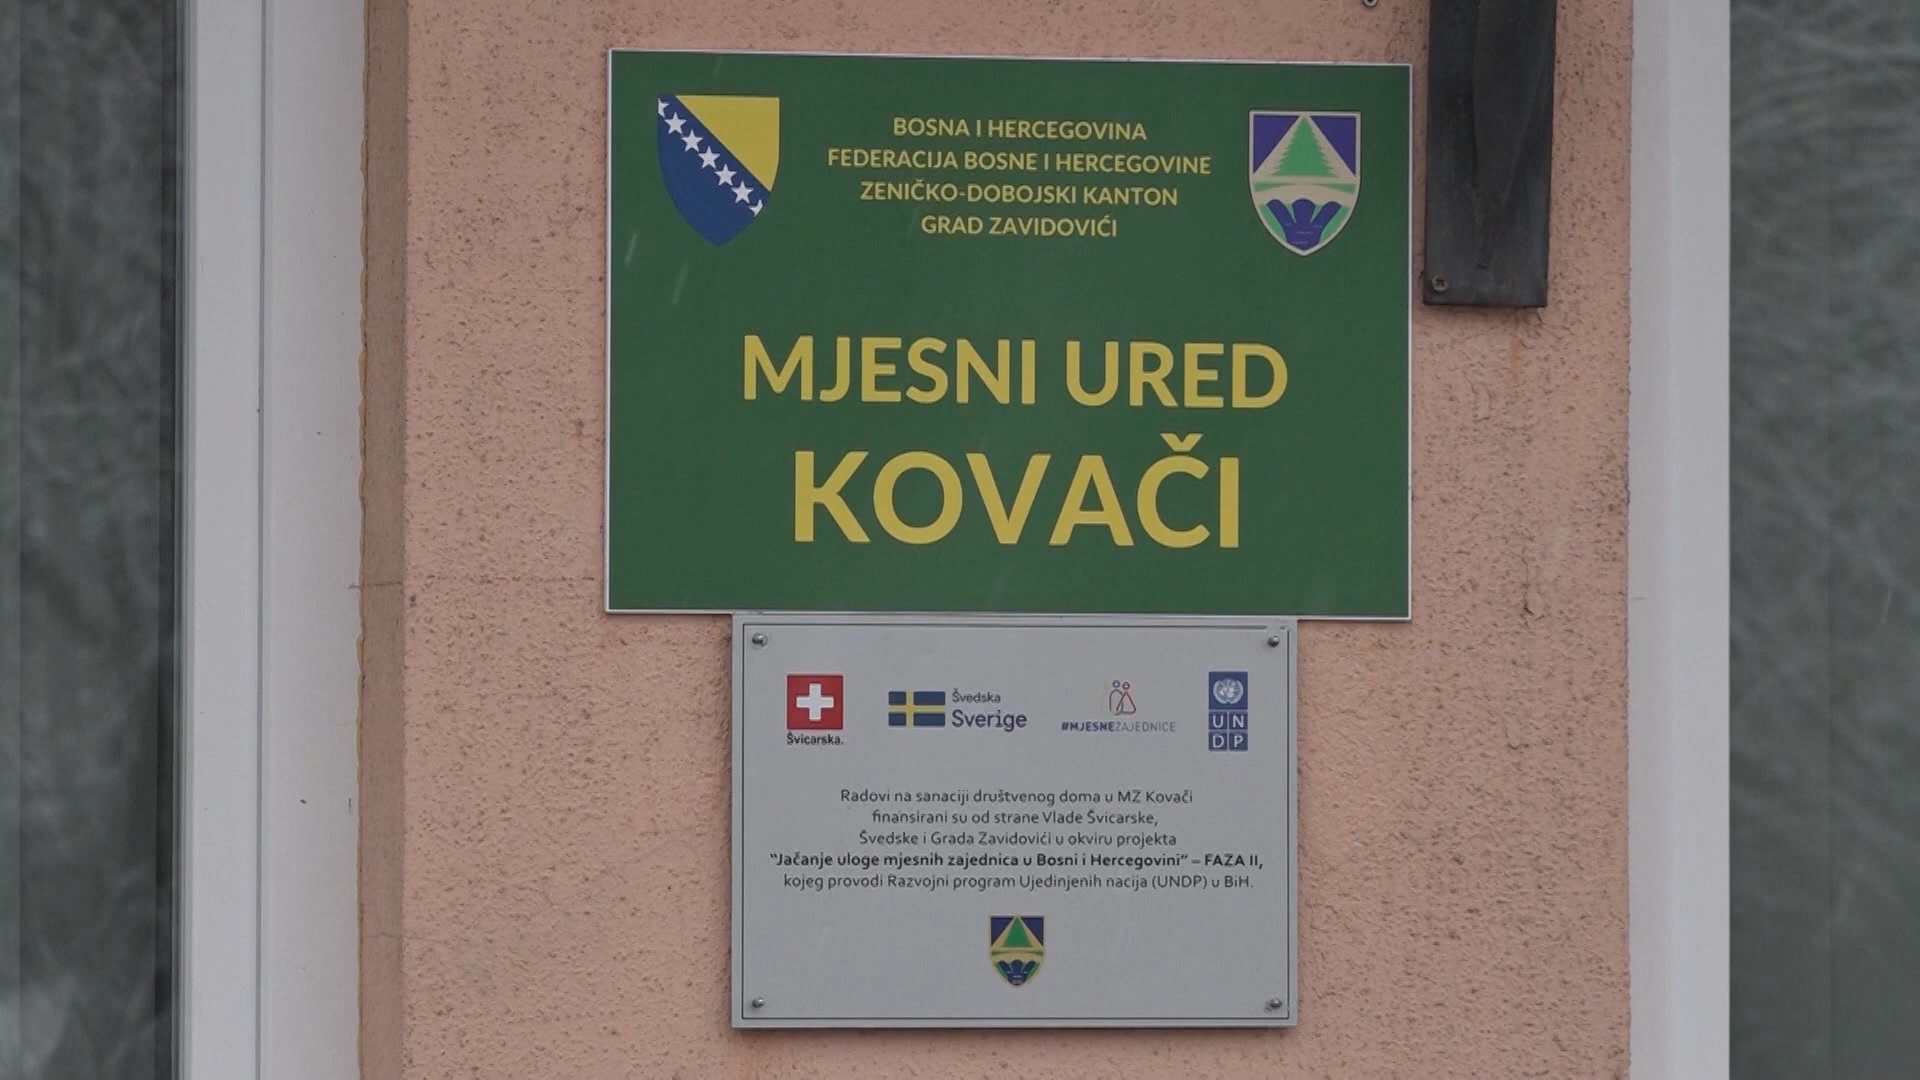 BOSNA I HERCEGOVINA
FEDERACIJA BOSNE I HERCEGOVINE
ZENIČKO-DOBOJSKI KANTON
GRAD ZAVIDOVIĆI
MJESNI URED
KOVAČI
Švicarska.
Švedska
Sverige
#MJESNEZAJEDNICE
UN
DP
Radovi na sanaciji društvenog doma u MZ Kovači
finansirani su od strane Vlade Švicarske,
Švedske i Grada Zavidovići u okviru projekta
"Jačanje uloge mjesnih zajednica u Bosni i Hercegovini" – FAZA II,
kojeg provodi Razvojni program Ujedinjenih nacija (UNDP) u BiH.